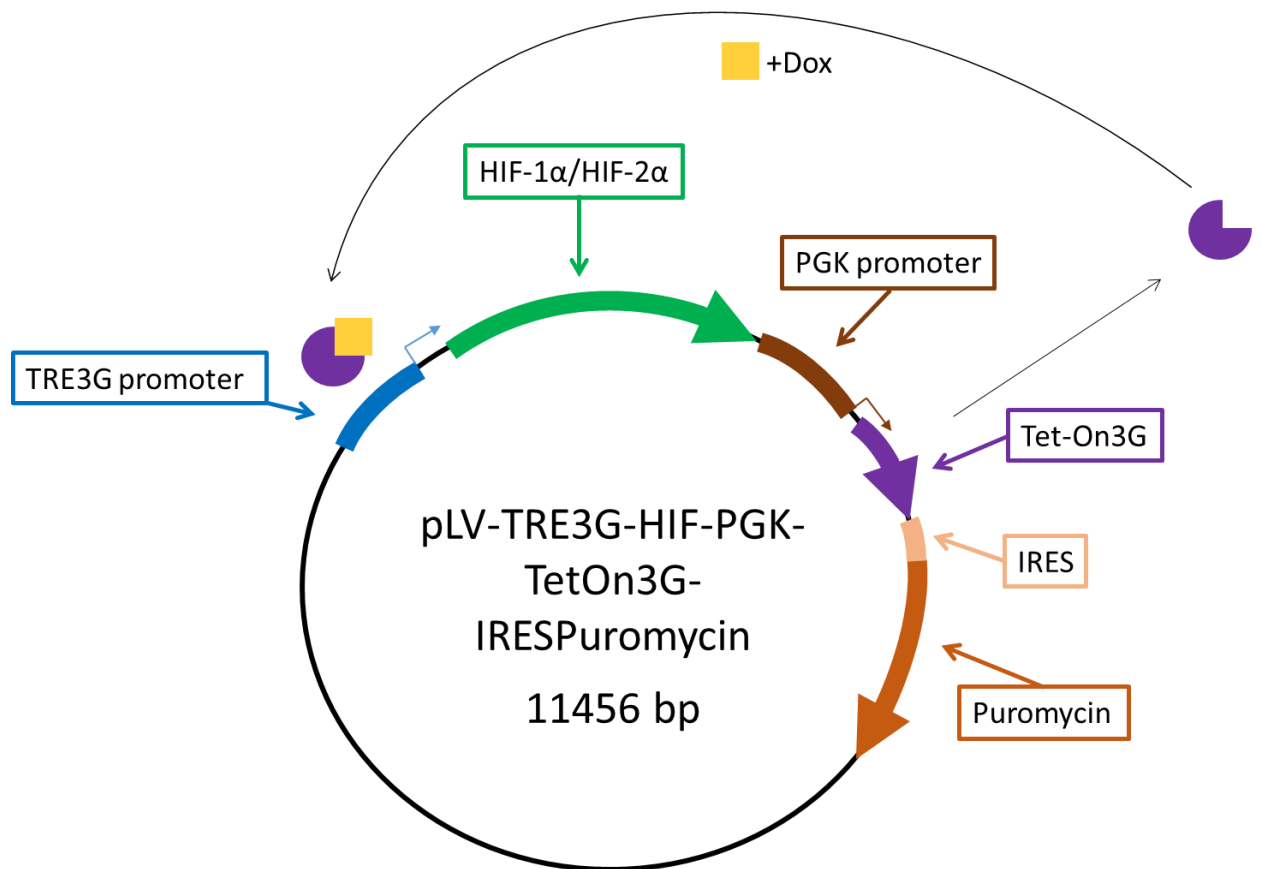 +Dox
HIF-1α/HIF-2α
PGK promoter
TRE3G promoter
Tet-On3G
pLV-TRE3G-HIF-PGK-
TetOn3G-
IRESPuromycin
11456 bp
IRES
Puromycin